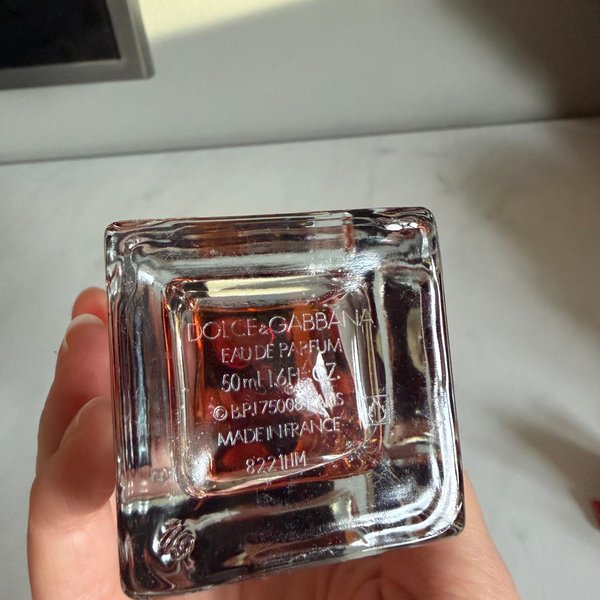 DOLCE & GABBANA
EAU DE PARFUM
50 ml 1.6 Fl. OZ.
© B.P.I 75008 PARIS
MADE IN FRANCE
8221HM